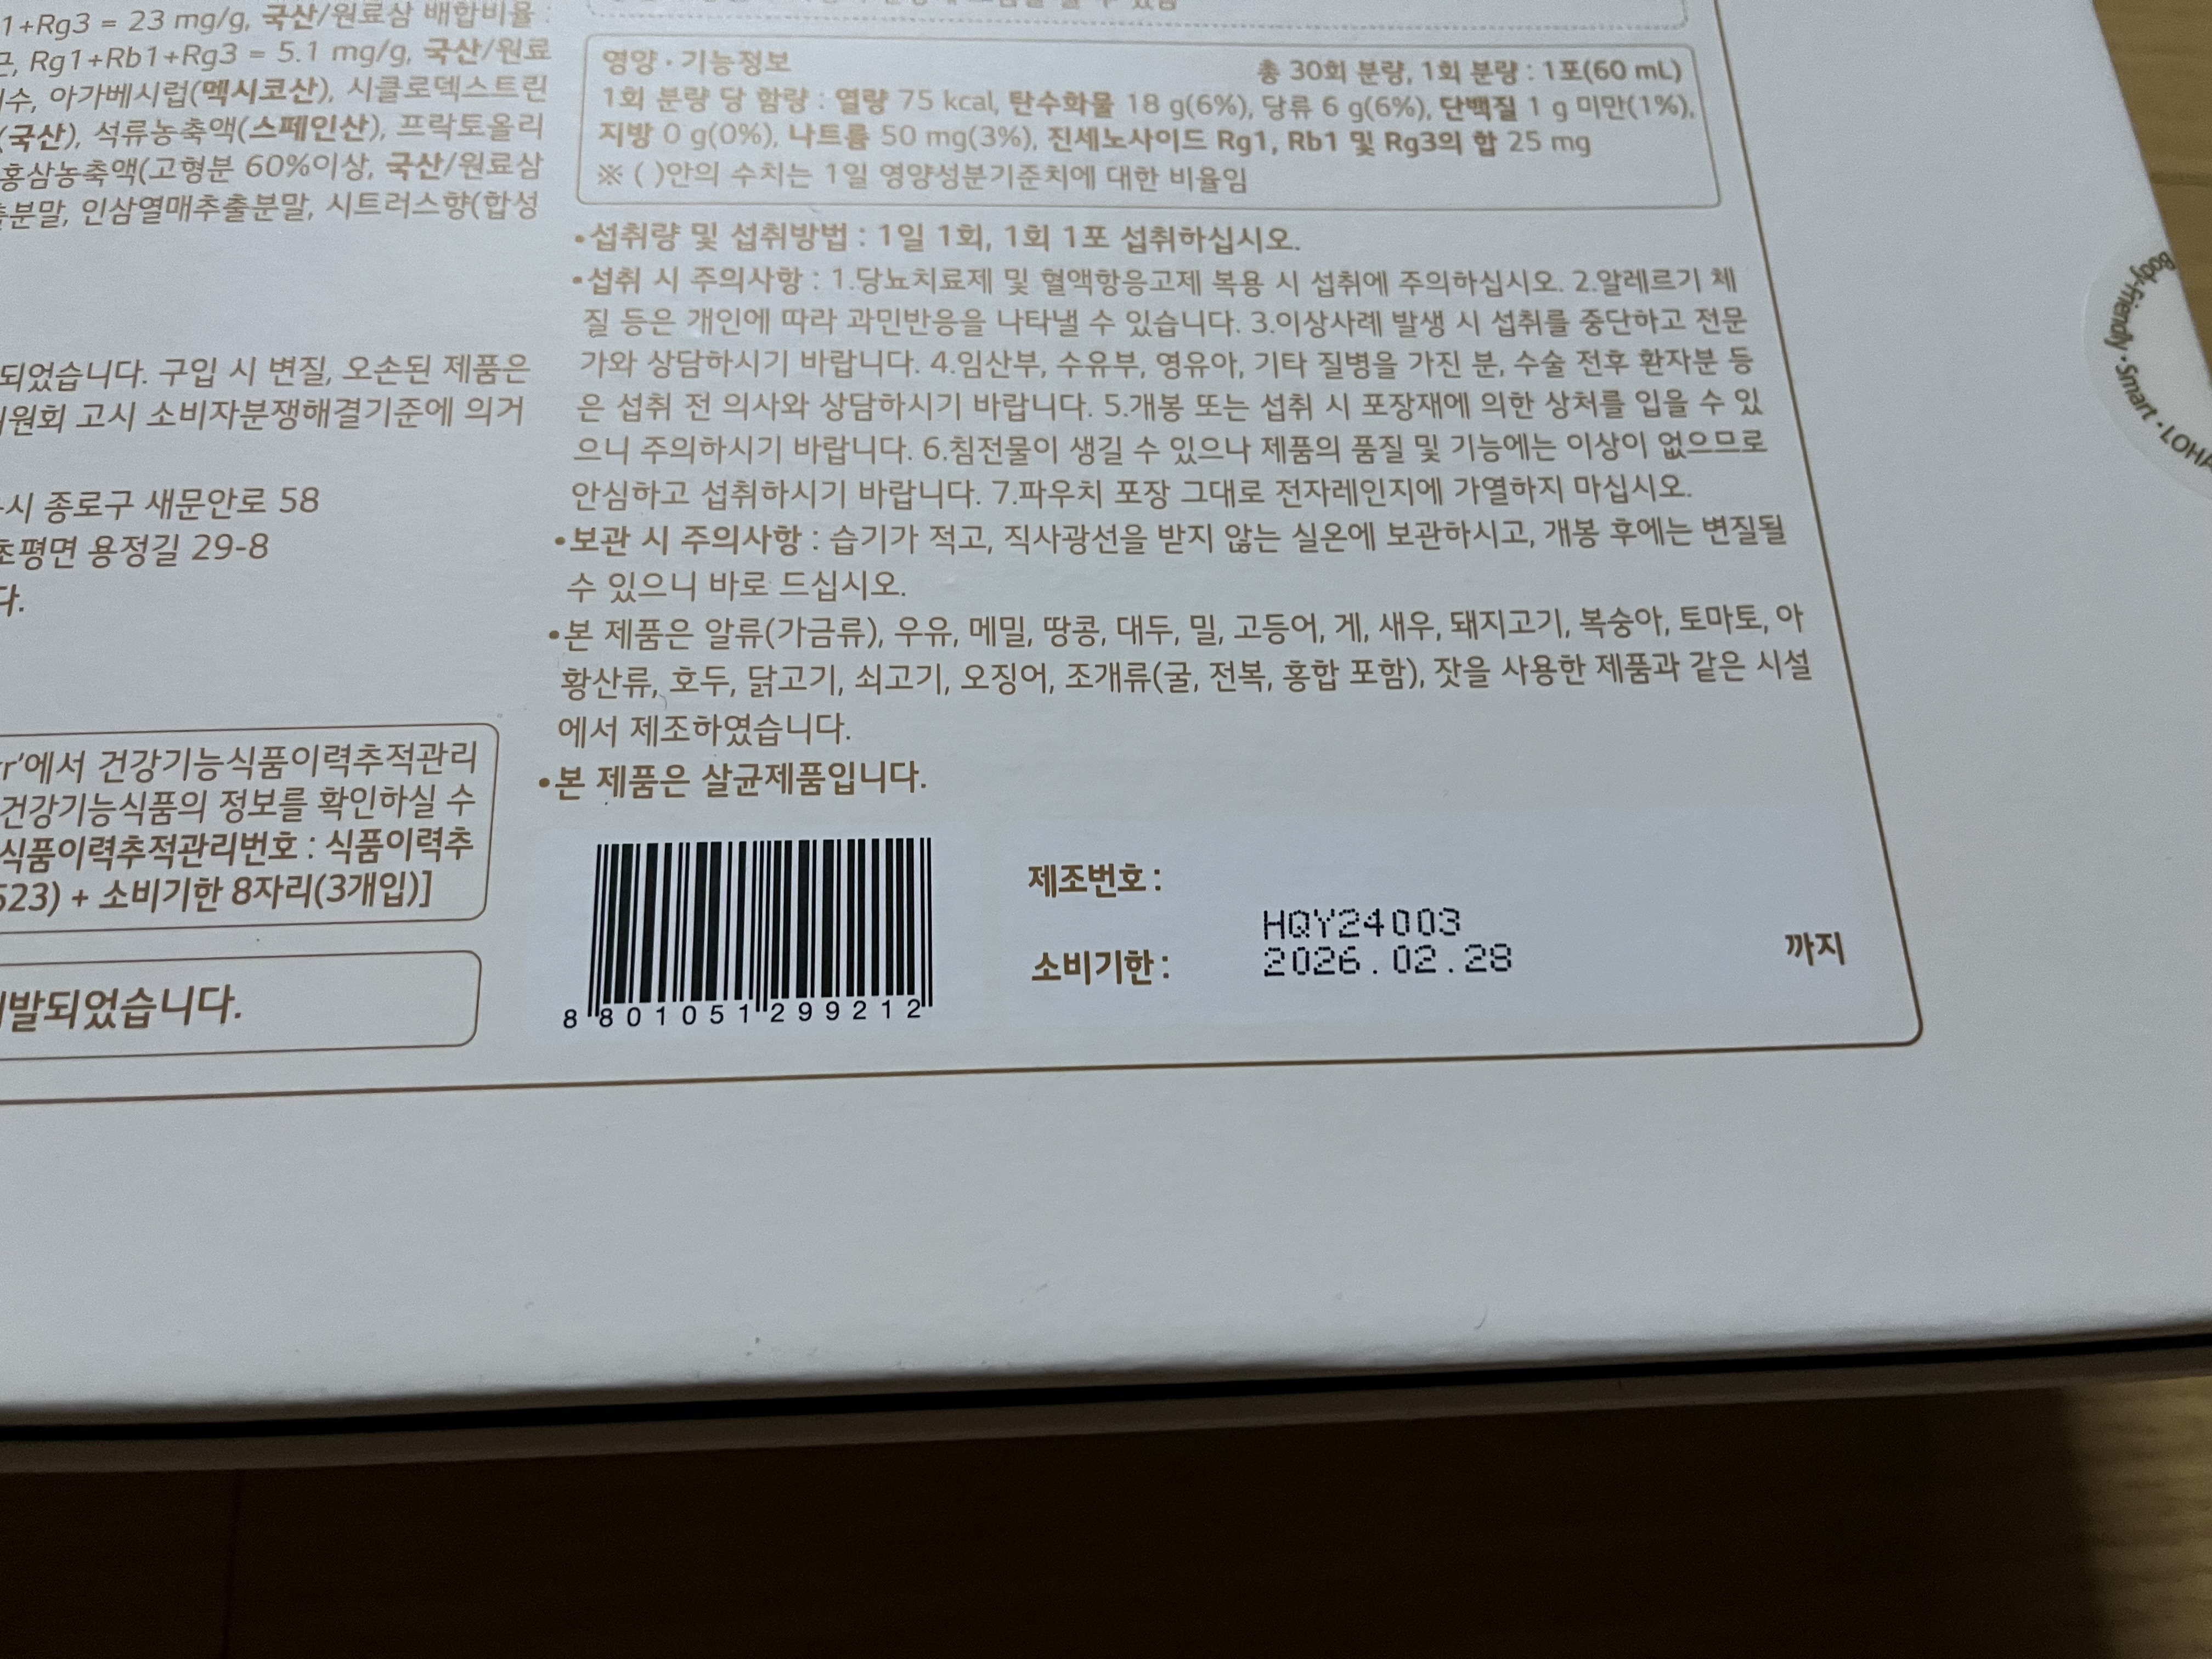 1+Rg3 = 23 mg/g, 국산/원료삼 배합비율 :
근, Rg1+Rb1+Rg3 = 5.1 mg/g, 국산/원료
수, 아가베시럽(멕시코산), 시클로덱스트린
(국산), 석류농축액(스페인산), 프락토올리
홍삼농축액(고형분 60%이상, 국산/원료삼
분말, 인삼열매추출분말, 시트러스향(합성
되었습니다. 구입 시 변질, 오손된 제품은
위원회 고시 소비자분쟁해결기준에 의거
시 종로구 새문안로 58
초평면 용정길 29-8
다.
r'에서 건강기능식품이력추적관리
건강기능식품의 정보를 확인하실 수
식품이력추적관리번호 : 식품이력추
523) + 소비기한 8자리(3개입)]
발되었습니다.
영양 · 기능정보
총 30회 분량, 1회 분량 : 1포(60 mL)
1회 분량 당 함량 : 열량 75 kcal, 탄수화물 18 g(6%), 당류 6 g(6%), 단백질 1 g 미만(1%),
지방 0 g(0%), 나트륨 50 mg(3%), 진세노사이드 Rg1, Rb1 및 Rg3의 합 25 mg
※ ( )안의 수치는 1일 영양성분기준치에 대한 비율임
•섭취량 및 섭취방법 : 1일 1회, 1회 1포 섭취하십시오.
•섭취 시 주의사항 : 1.당뇨치료제 및 혈액항응고제 복용 시 섭취에 주의하십시오. 2.알레르기 체
질 등은 개인에 따라 과민반응을 나타낼 수 있습니다. 3.이상사례 발생 시 섭취를 중단하고 전문
가와 상담하시기 바랍니다. 4.임산부, 수유부, 영유아, 기타 질병을 가진 분, 수술 전후 환자분 등
은 섭취 전 의사와 상담하시기 바랍니다. 5.개봉 또는 섭취 시 포장재에 의한 상처를 입을 수 있
으니 주의하시기 바랍니다. 6.침전물이 생길 수 있으나 제품의 품질 및 기능에는 이상이 없으므로
안심하고 섭취하시기 바랍니다. 7.파우치 포장 그대로 전자레인지에 가열하지 마십시오.
•보관 시 주의사항 : 습기가 적고, 직사광선을 받지 않는 실온에 보관하시고, 개봉 후에는 변질될
수 있으니 바로 드십시오.
•본 제품은 알류(가금류), 우유, 메밀, 땅콩, 대두, 밀, 고등어, 게, 새우, 돼지고기, 복숭아, 토마토, 아
황산류, 호두, 닭고기, 쇠고기, 오징어, 조개류(굴, 전복, 홍합 포함), 잣을 사용한 제품과 같은 시설
에서 제조하였습니다.
•본 제품은 살균제품입니다.
8 801051 299212
제조번호 :
HQY24003
소비기한 :
2026.02.28
까지
Body-Friendly • Smart • LOHA